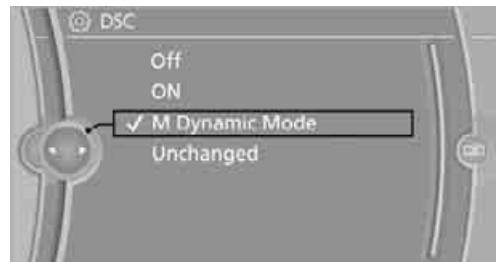 DSC
Off
ON
✓ M Dynamic Mode
Unchanged